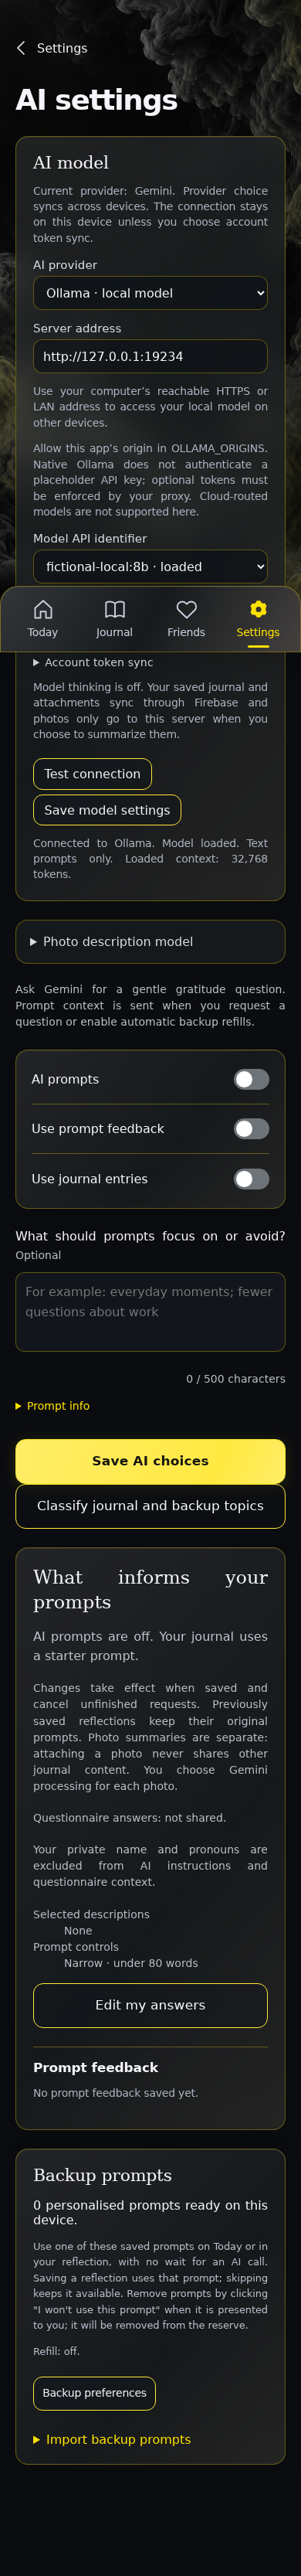 Settings
AI settings
AI model
Current provider: Gemini. Provider choice
syncs across devices. The connection stays
on this device unless you choose account
token sync.
AI provider
Ollama · local model
Server address
http://127.0.0.1:19234
Use your computer’s reachable HTTPS or
LAN address to access your local model on
other devices.
Allow this app’s origin in OLLAMA_ORIGINS.
Native Ollama does not authenticate a
placeholder API key; optional tokens must
be enforced by your proxy. Cloud-routed
models are not supported here.
Model API identifier
fictional-local:8b · loaded
Today
Journal
Friends
Settings
Account token sync
Model thinking is off. Your saved journal and
attachments sync through Firebase and
photos only go to this server when you
choose to summarize them.
Test connection
Save model settings
Connected to Ollama. Model loaded. Text
prompts only. Loaded context: 32,768
tokens.
Photo description model
Ask Gemini for a gentle gratitude question.
Prompt context is sent when you request a
question or enable automatic backup refills.
AI prompts
Use prompt feedback
Use journal entries
What should prompts focus on or avoid?
Optional
For example: everyday moments; fewer
questions about work
0 / 500 characters
Prompt info
Save AI choices
Classify journal and backup topics
What informs your
prompts
AI prompts are off. Your journal uses
a starter prompt.
Changes take effect when saved and
cancel unfinished requests. Previously
saved reflections keep their original
prompts. Photo summaries are separate:
attaching a photo never shares other
journal content. You choose Gemini
processing for each photo.
Questionnaire answers: not shared.
Your private name and pronouns are
excluded from AI instructions and
questionnaire context.
Selected descriptions
None
Prompt controls
Narrow · under 80 words
Edit my answers
Prompt feedback
No prompt feedback saved yet.
Backup prompts
0 personalised prompts ready on this
device.
Use one of these saved prompts on Today or in
your reflection, with no wait for an AI call.
Saving a reflection uses that prompt; skipping
keeps it available. Remove prompts by clicking
"I won't use this prompt" when it is presented
to you; it will be removed from the reserve.
Refill: off.
Backup preferences
Import backup prompts